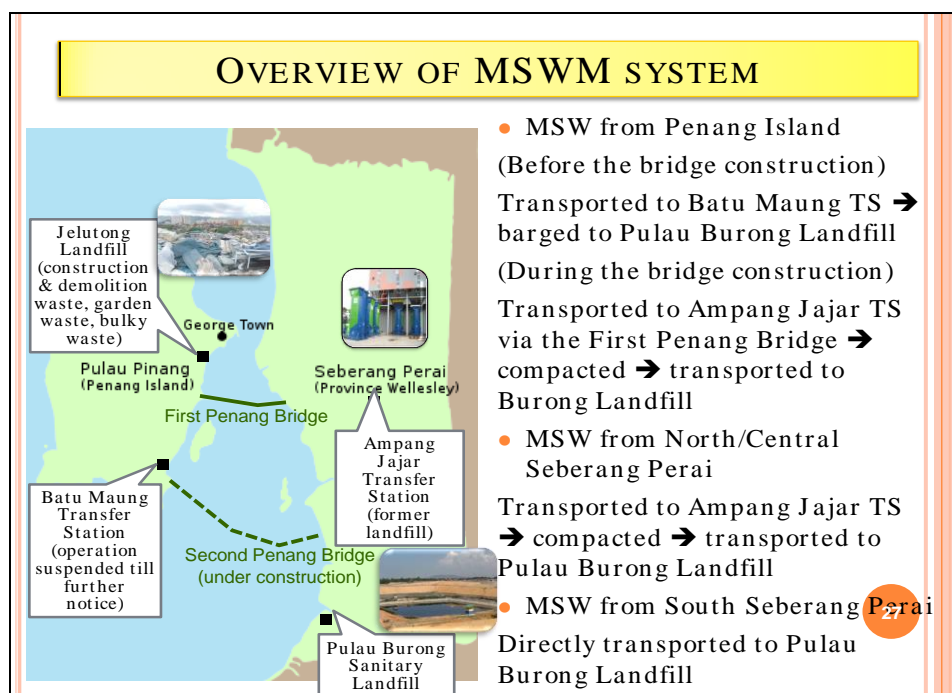 OVERVIEW OF MSWM SYSTEM
Jelutong
Landfill
(construction
& demolition
waste, garden
waste, bulky
waste)
George Town
Pulau Pinang
(Penang Island)
Seberang Perai
(Province Wellesley)
First Penang Bridge
Ampang
Jajar
Transfer
Station
(former
landfill)
Batu Maung
Transfer
Station
(operation
suspended till
further
notice)
Second Penang Bridge
(under construction)
Pulau Burong
Sanitary
Landfill
• MSW from Penang Island
(Before the bridge construction)
Transported to Batu Maung TS ➔
barged to Pulau Burong Landfill
(During the bridge construction)
Transported to Ampang Jajar TS
via the First Penang Bridge ➔
compacted ➔ transported to
Burong Landfill
• MSW from North/Central
Seberang Perai
Transported to Ampang Jajar TS
➔ compacted ➔ transported to
Pulau Burong Landfill
• MSW from South Seberang Perai
Directly transported to Pulau
Burong Landfill
27